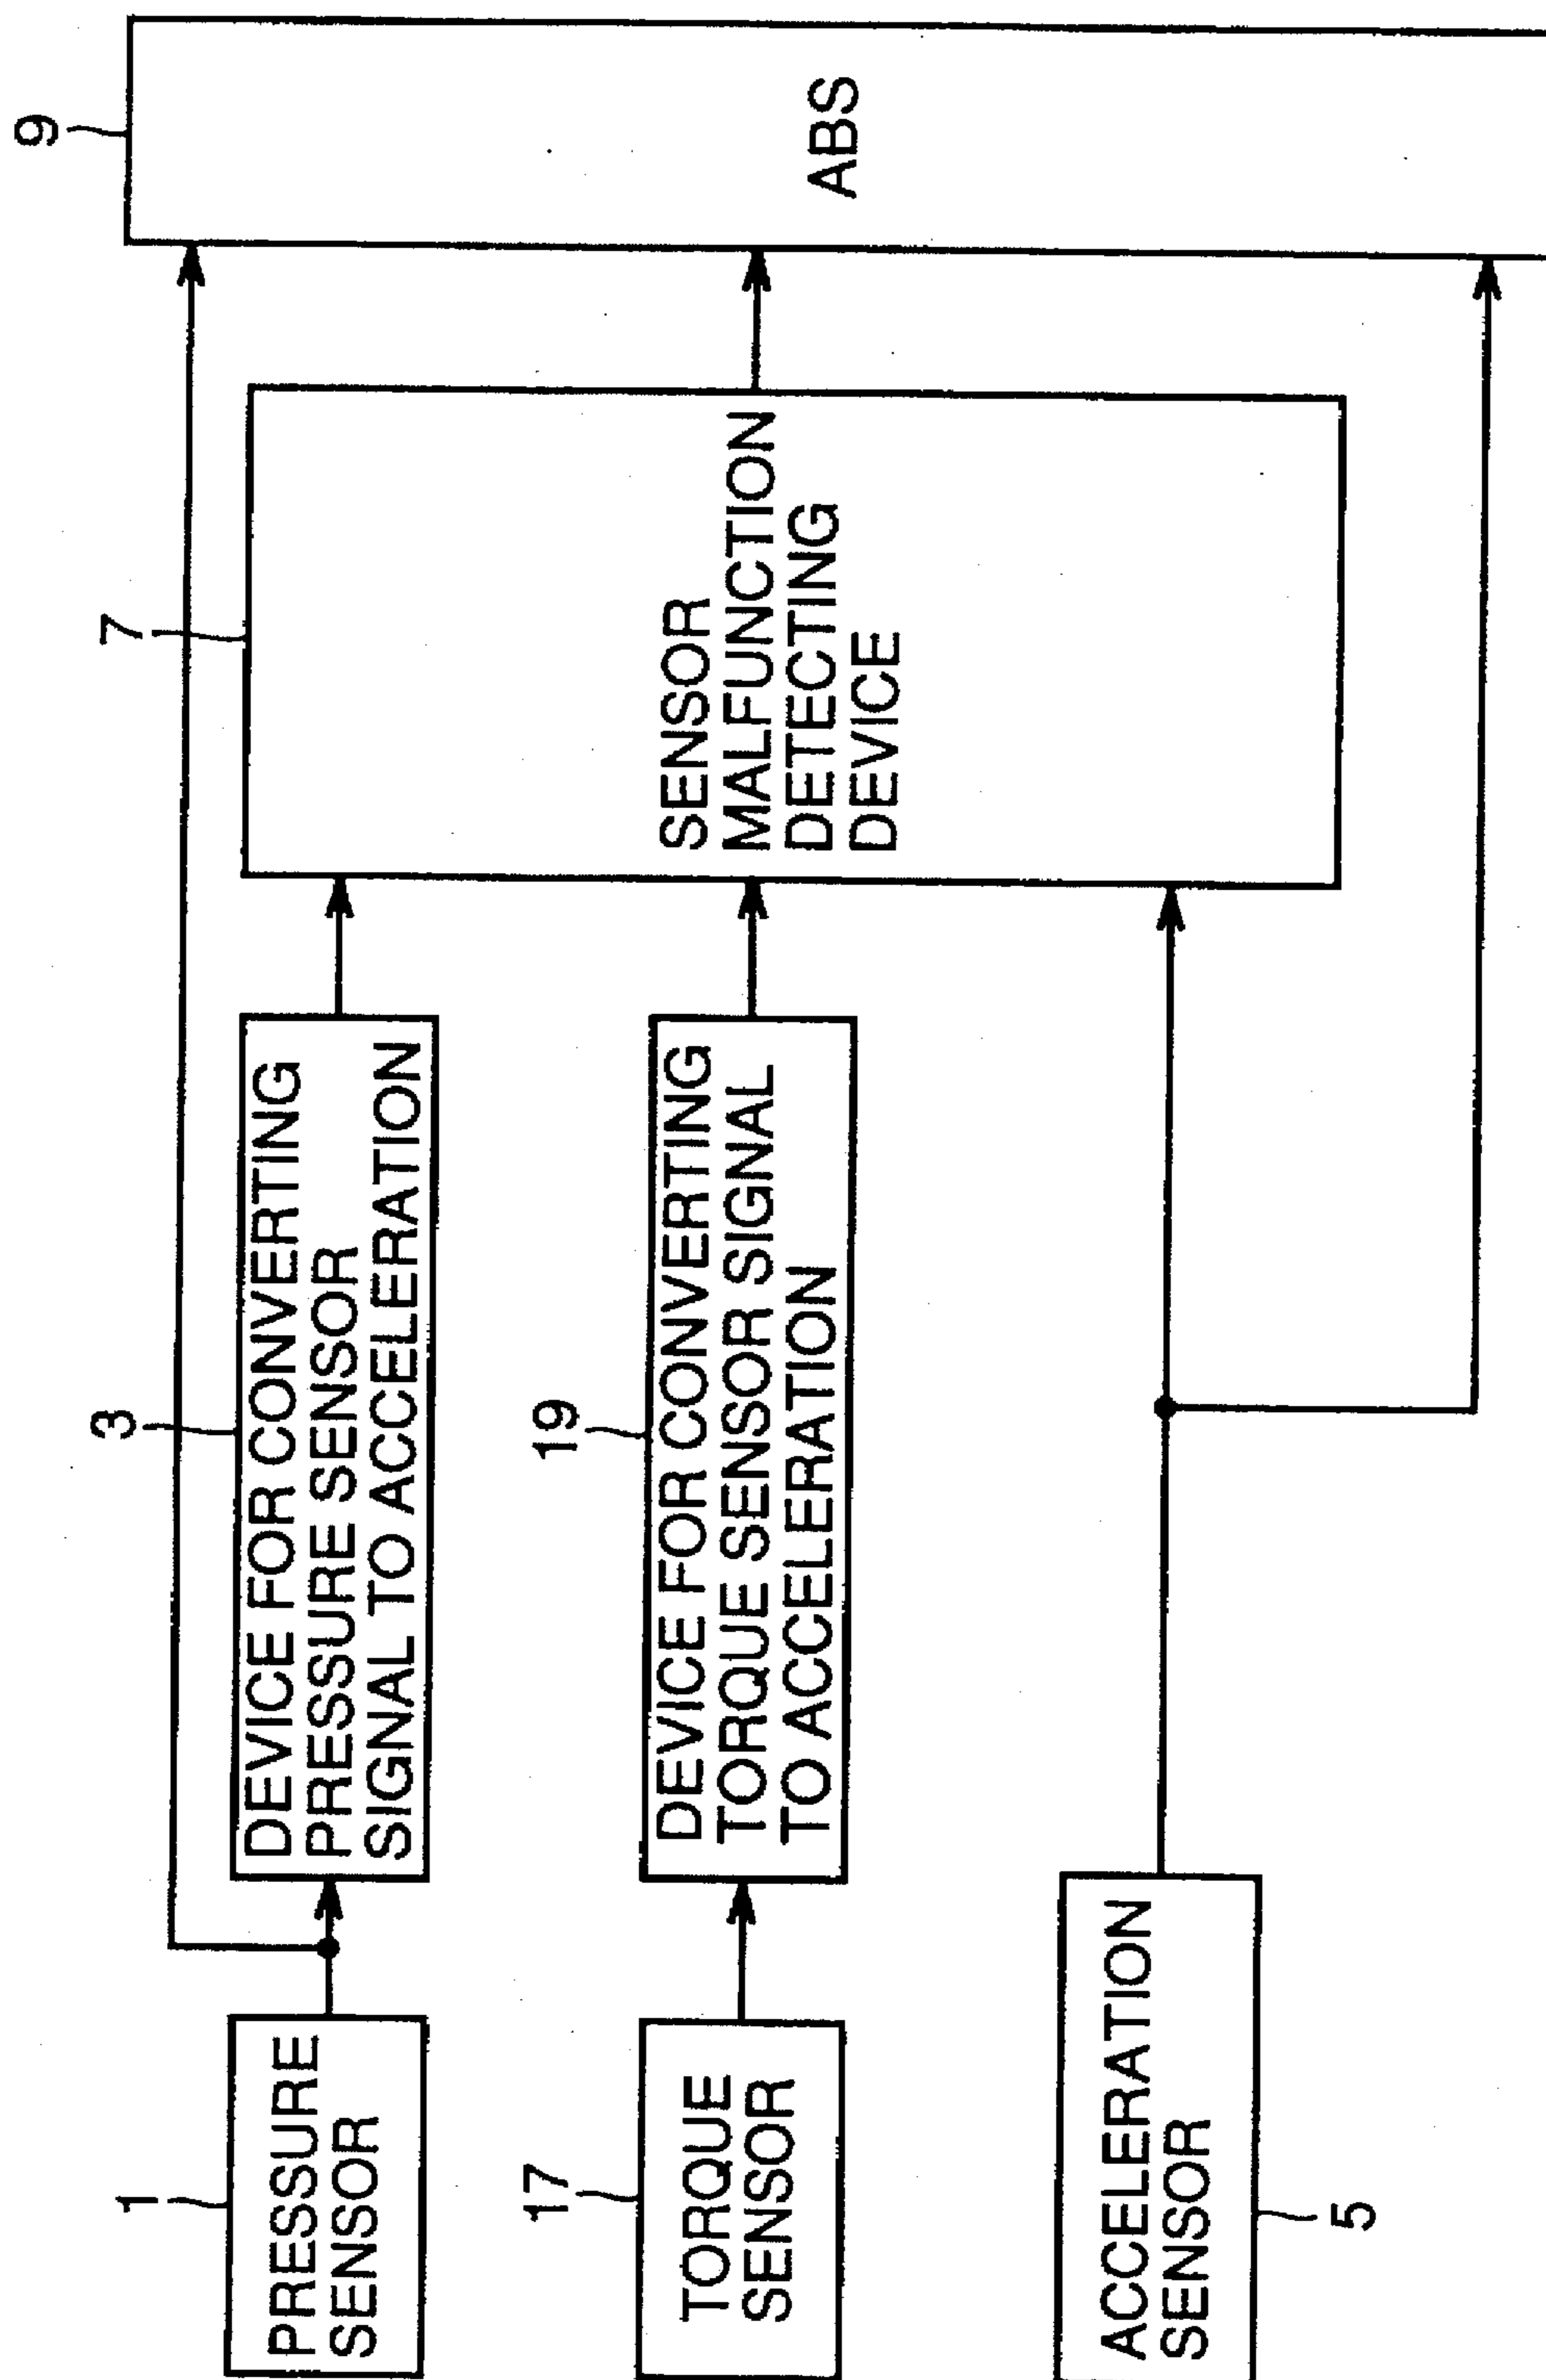 1
PRESSURE
SENSOR
3
DEVICE FOR CONVERTING
PRESSURE SENSOR
SIGNAL TO ACCELERATION
17
TORQUE
SENSOR
19
DEVICE FOR CONVERTING
TORQUE SENSOR SIGNAL
TO ACCELERATION
ACCELERATION
SENSOR
5
7
SENSOR
MALFUNCTION
DETECTING
DEVICE
9
ABS